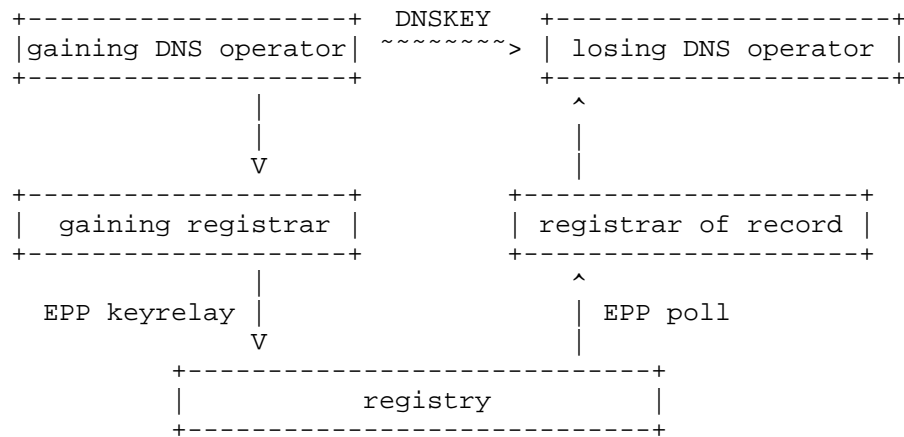 DNSKEY
gaining DNS operator ~~~~~~~~> losing DNS operator
gaining registrar registrar of record
EPP keyrelay EPP poll
registry